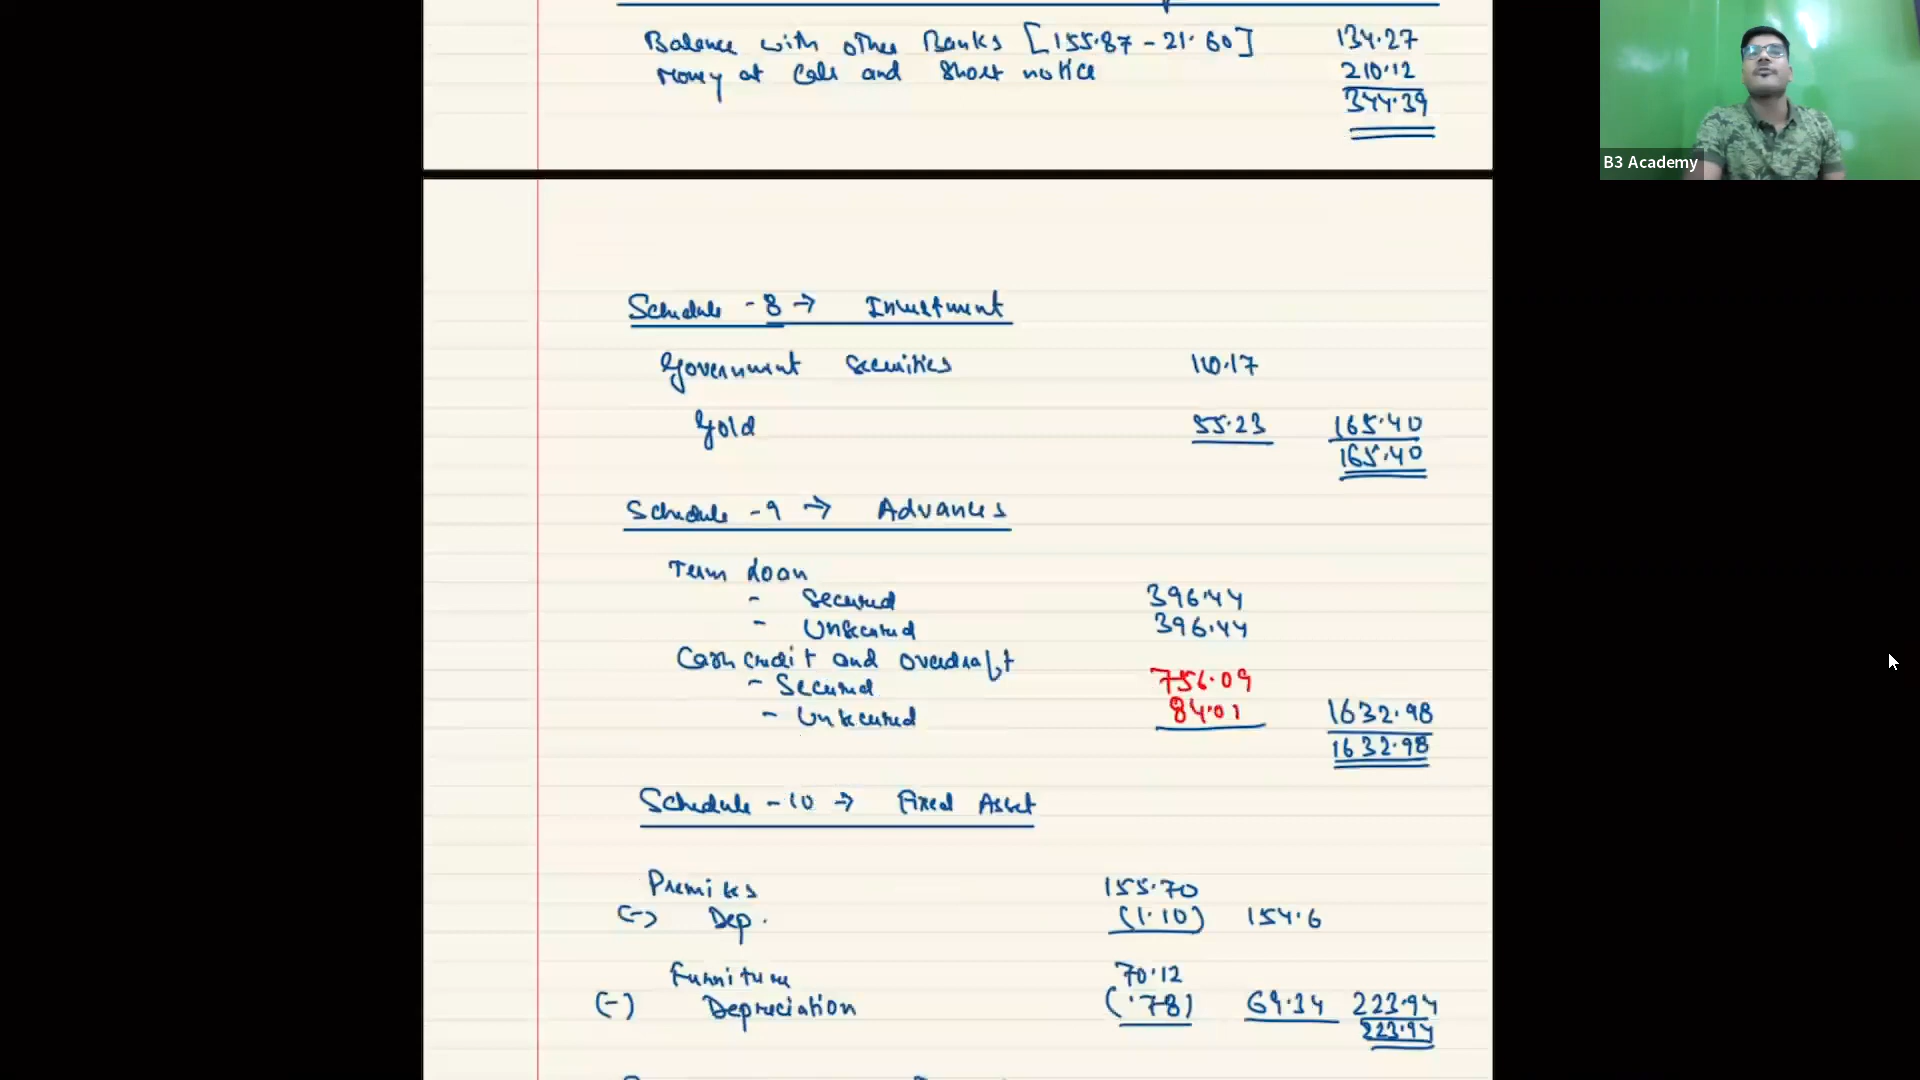 Balance with other Banks [155.87 - 21.60] 134.27
Money at Call and Short notice 210.12
344.39
B3 Academy
Schedule - 8 → Investment
Government Securities 110.17
Gold 55.23 165.40
165.40
Schedule - 9 → Advances
Term Loan
- Secured 396.44
- Unsecured 396.44
Cash credit and overdraft
- Secured 756.09
- Unsecured 84.01 1632.98
1632.98
Schedule - 10 → Fixed Asset
Premises 155.70
(-) Dep. (1.10) 154.6
Furniture 70.12
(-) Depreciation (.78) 69.34 223.94
223.94